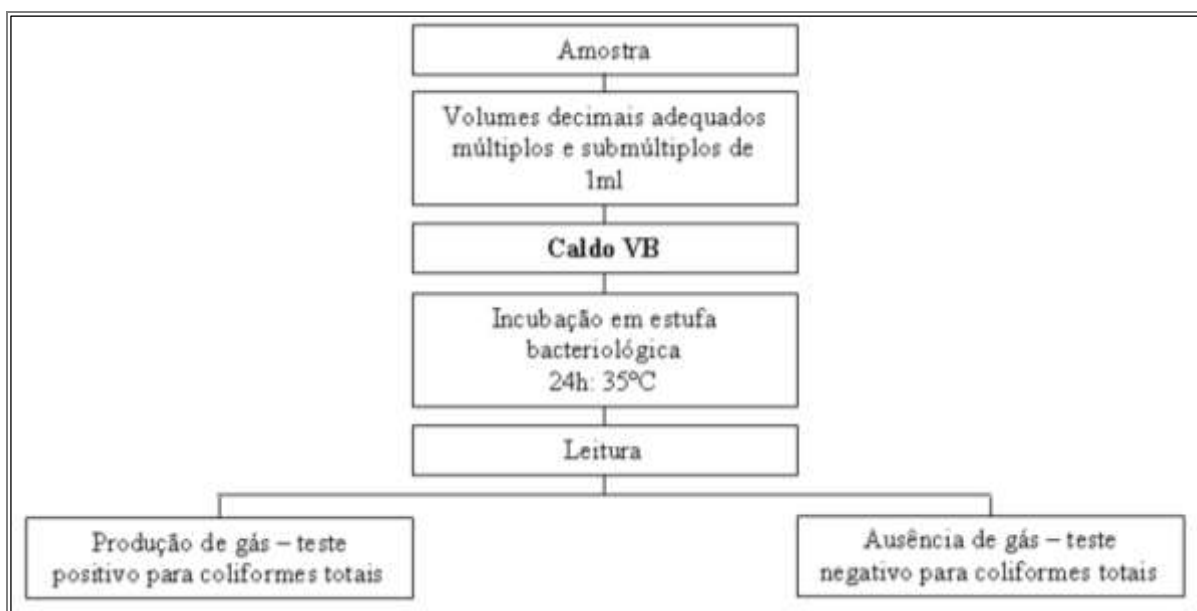 Amostra
Volumes decimais adequados
múltiplos e submúltiplos de
1ml
Caldo VB
Incubação em estufa
bacteriológica
24h: 35°C
Leitura
Produção de gás – teste
positivo para coliformes totais
Ausência de gás – teste
negativo para coliformes totais